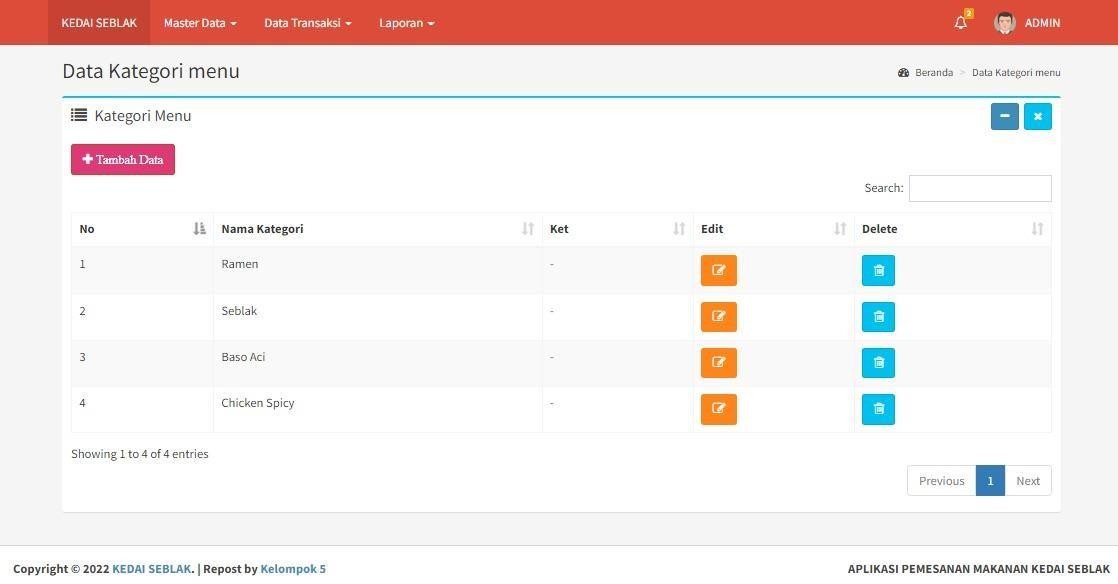 KEDAI SEBLAK Master Data Data Transaksi Laporan 2 ADMIN
Data Kategori menu Beranda > Data Kategori menu
Kategori Menu
Tambah Data
Search:
No Nama Kategori Ket Edit Delete
1 Ramen -
2 Seblak -
3 Baso Aci -
4 Chicken Spicy -
Showing 1 to 4 of 4 entries
Previous 1 Next
Copyright © 2022 KEDAI SEBLAK. | Repost by Kelompok 5 APLIKASI PEMESANAN MAKANAN KEDAI SEBLAK